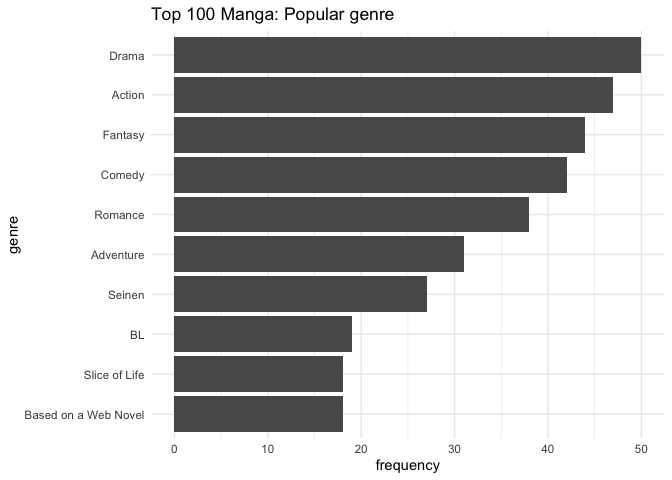 Top 100 Manga: Popular genre
genre
Drama
Action
Fantasy
Comedy
Romance
Adventure
Seinen
BL
Slice of Life
Based on a Web Novel
0 10 20 30 40 50
frequency